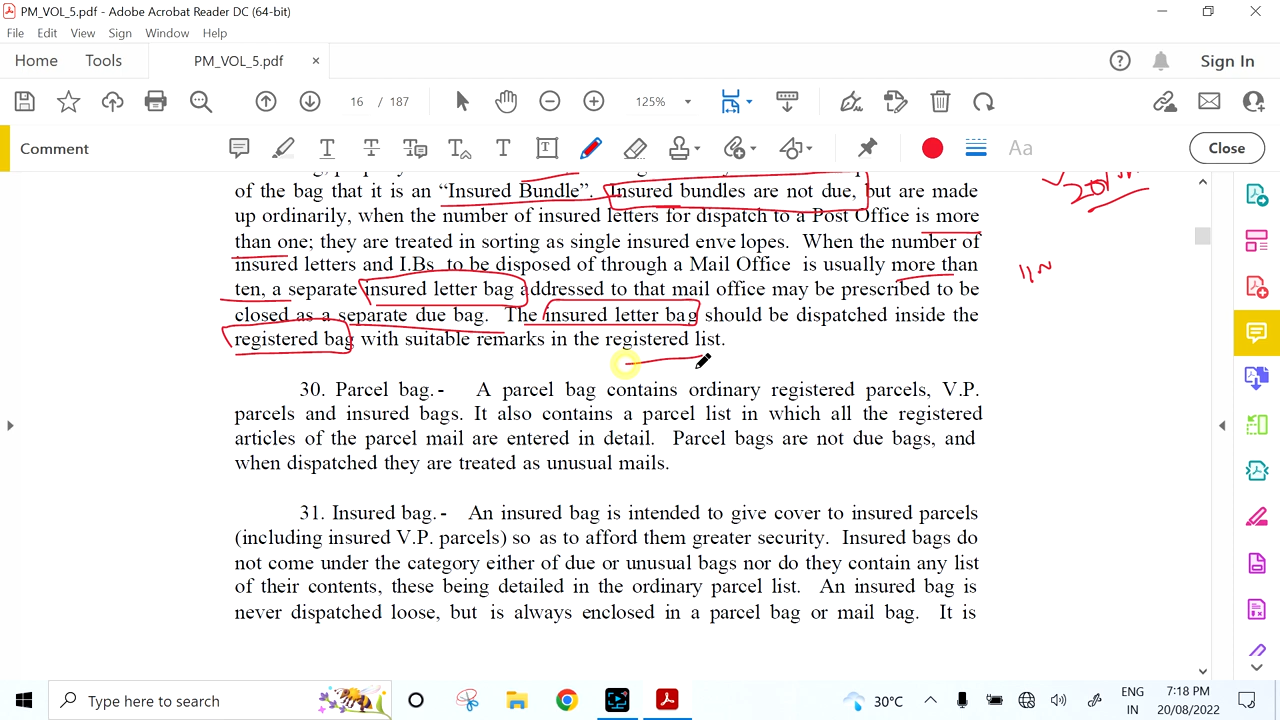 PM_VOL_5.pdf - Adobe Acrobat Reader DC (64-bit)
File Edit View Sign Window Help
Home Tools PM_VOL_5.pdf × Sign In
16 / 187 125%
Comment Aa Close
of the bag that it is an “Insured Bundle”. Insured bundles are not due, but are made
up ordinarily, when the number of insured letters for dispatch to a Post Office is more
than one; they are treated in sorting as single insured enve lopes. When the number of
insured letters and I.Bs to be disposed of through a Mail Office is usually more than
ten, a separate insured letter bag addressed to that mail office may be prescribed to be
closed as a separate due bag. The insured letter bag should be dispatched inside the
registered bag with suitable remarks in the registered list.
30. Parcel bag.- A parcel bag contains ordinary registered parcels, V.P.
parcels and insured bags. It also contains a parcel list in which all the registered
articles of the parcel mail are entered in detail. Parcel bags are not due bags, and
when dispatched they are treated as unusual mails.
31. Insured bag.- An insured bag is intended to give cover to insured parcels
(including insured V.P. parcels) so as to afford them greater security. Insured bags do
not come under the category either of due or unusual bags nor do they contain any list
of their contents, these being detailed in the ordinary parcel list. An insured bag is
never dispatched loose, but is always enclosed in a parcel bag or mail bag. It is
Type here to search
30°C ENG 7:18 PM
IN 20/08/2022